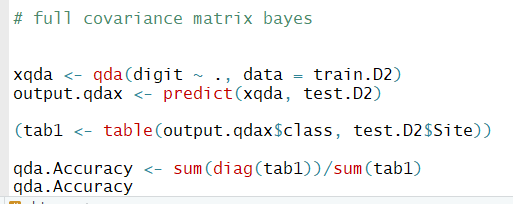 # full covariance matrix bayes
xqda <- qda(digit ~ ., data = train.D2)
output.qdax <- predict(xqda, test.D2)
(tab1 <- table(output.qdax$class, test.D2$Site))
qda.Accuracy <- sum(diag(tab1))/sum(tab1)
qda.Accuracy